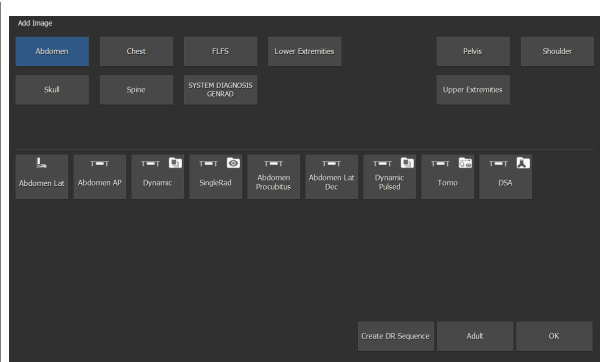 Add Image
Abdomen
Chest
FLFS
Lower Extremities
Pelvis
Shoulder
Skull
Spine
SYSTEM DIAGNOSIS
GENRAD
Upper Extremities
Abdomen Lat
Abdomen AP
Dynamic
SingleRad
Abdomen
Procubitus
Abdomen Lat
Dec
Dynamic
Pulsed
Tomo
DSA
Create DR Sequence
Adult
OK